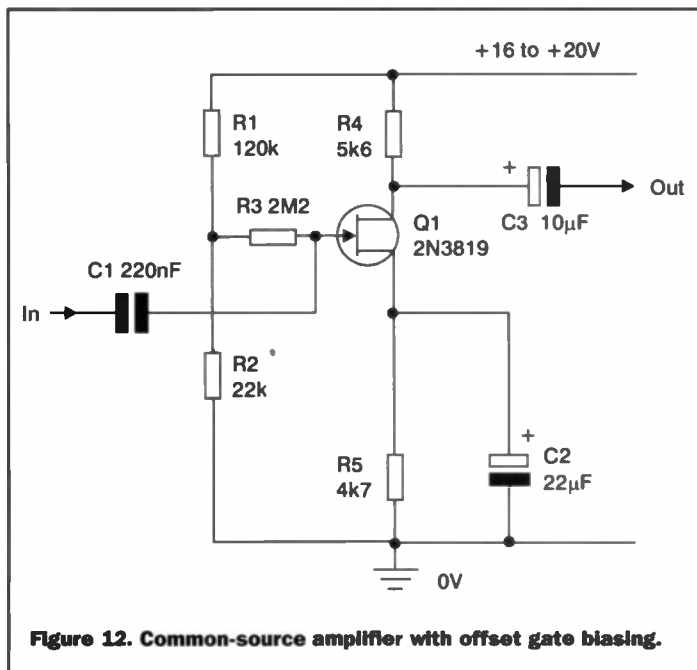 +16 to +20V
R1
120k
R4
5k6
R3 2M2
+
Out
C3 10µF
Q1
2N3819
C1 220nF
In
R2
22k
R5
4k7
+
C2
22µF
0V
Figure 12. Common-source amplifier with offset gate biasing.